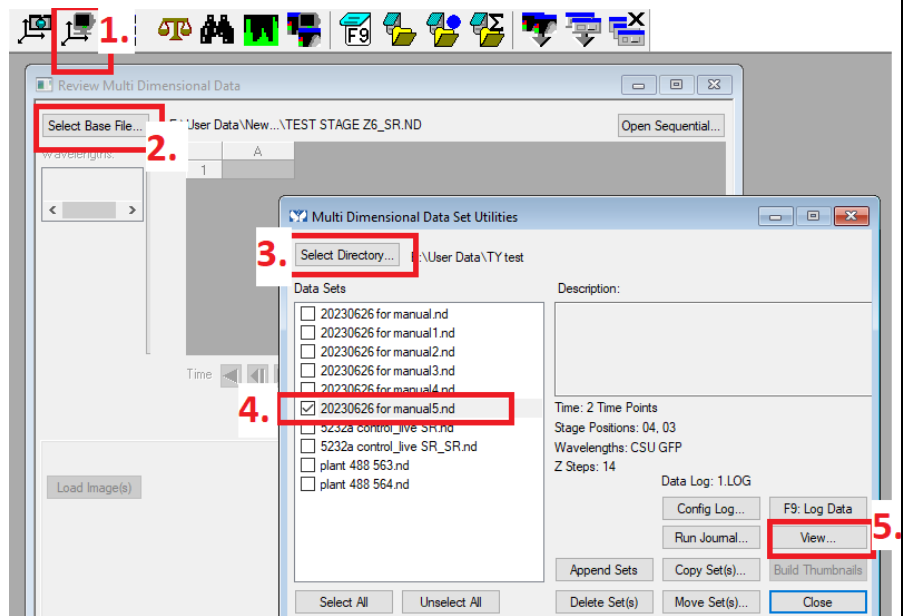 1.
F9
Review Multi Dimensional Data
Select Base File...
User Data\New...\TEST STAGE Z6_SR.ND
Open Sequential...
2.
Wavelengths:
A
1
Multi Dimensional Data Set Utilities
3.
Select Directory...
:\User Data\TY test
Data Sets
Description:
20230626 for manual.nd
20230626 for manual1.nd
20230626 for manual2.nd
20230626 for manual3.nd
20230626 for manual4.nd
Time
4.
20230626 for manual5.nd
5232a control_live SR.nd
5232a control_live SR_SR.nd
plant 488 563.nd
plant 488 564.nd
Time: 2 Time Points
Stage Positions: 04, 03
Wavelengths: CSU GFP
Z Steps: 14
Data Log: 1.LOG
Load Image(s)
Config Log...
F9: Log Data
Run Journal...
View...
5.
Append Sets
Copy Set(s)...
Build Thumbnails
Select All
Unselect All
Delete Set(s)
Move Set(s)...
Close